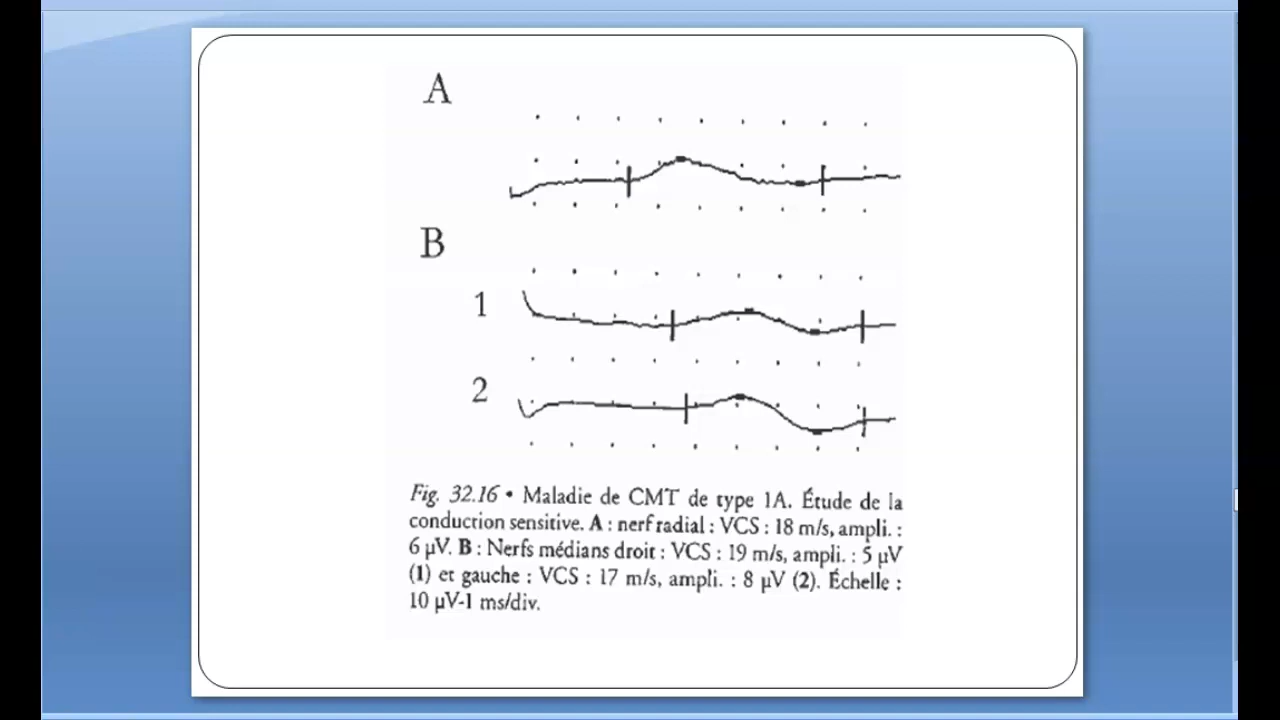 A
B
1
2
Fig. 32.16 • Maladie de CMT de type 1A. Étude de la
conduction sensitive. A : nerf radial : VCS : 18 m/s, ampli. :
6 µV. B : Nerfs médians droit : VCS : 19 m/s, ampli. : 5 µV
(1) et gauche : VCS : 17 m/s, ampli. : 8 µV (2). Échelle :
10 µV-1 ms/div.